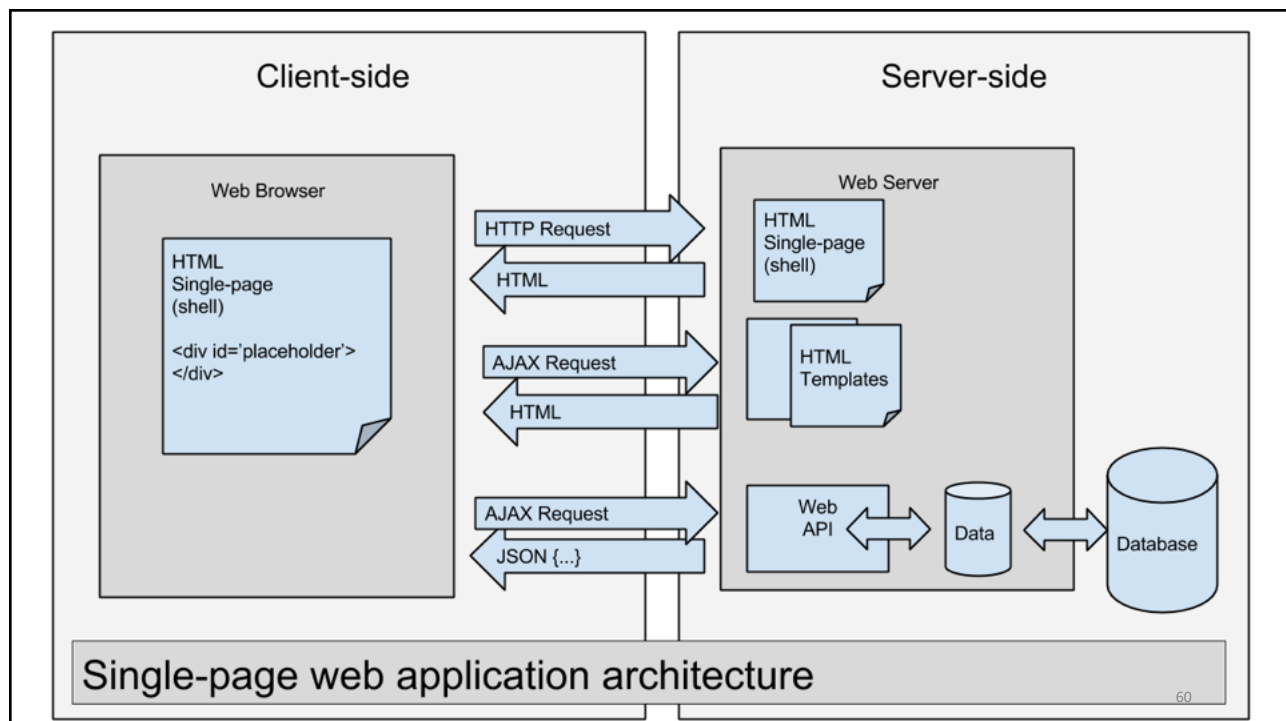 Client-side
Server-side
Web Browser
HTML
Single-page
(shell)
<div id='placeholder'>
</div>
HTTP Request
HTML
AJAX Request
HTML
AJAX Request
JSON {...}
Web Server
HTML
Single-page
(shell)
HTML
Templates
Web
API
Data
Database
Single-page web application architecture
60